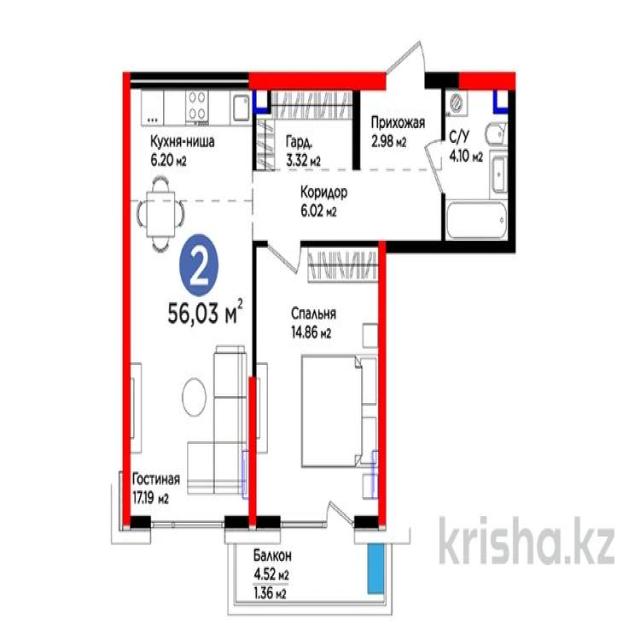 Кухня-ниша
6.20 м2
Гард.
3.32 м2
Прихожая
2.98 м2
С/У
4.10 м2
Коридор
6.02 м2
2
56,03 м2
Спальня
14.86 м2
Гостиная
17.19 м2
Балкон
4.52 м2
1.36 м2
krisha.kz